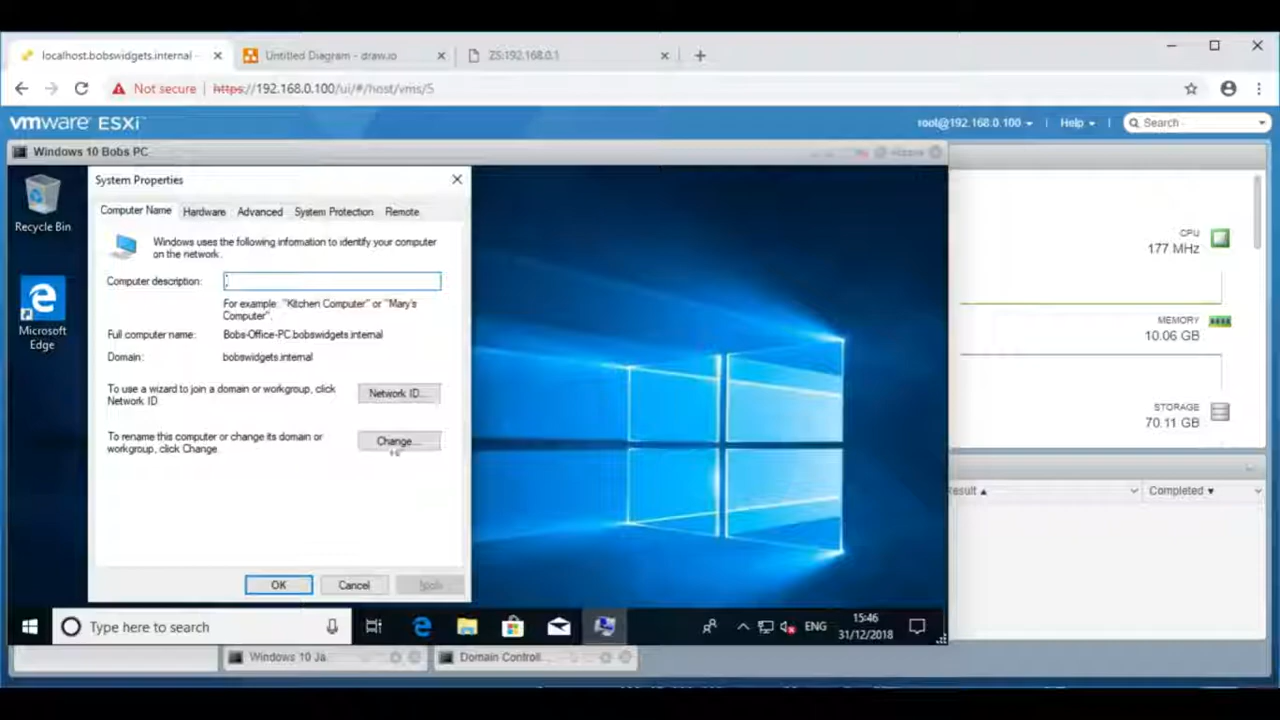 localhost.bobswidgets.internal -
Untitled Diagram - draw.io
ZS:192.168.0.1
Not secure
https://192.168.0.100/ui/#/host/vms/5
vmware ESXi
root@192.168.0.100
Help
Search
Windows 10 Bobs PC
Recycle Bin
Microsoft
Edge
System Properties
Computer Name
Hardware
Advanced
System Protection
Remote
Windows uses the following information to identify your computer
on the network.
Computer description:
For example: "Kitchen Computer" or "Mary's
Computer".
Full computer name:
Bobs-Office-PC.bobswidgets.internal
Domain:
bobswidgets.internal
To use a wizard to join a domain or workgroup, click
Network ID.
Network ID...
To rename this computer or change its domain or
workgroup, click Change.
Change...
OK
Cancel
Apply
CPU
177 MHz
MEMORY
10.06 GB
STORAGE
70.11 GB
Completed
Type here to search
ENG
15:46
31/12/2018
Windows 10 Ja
Domain Controll...